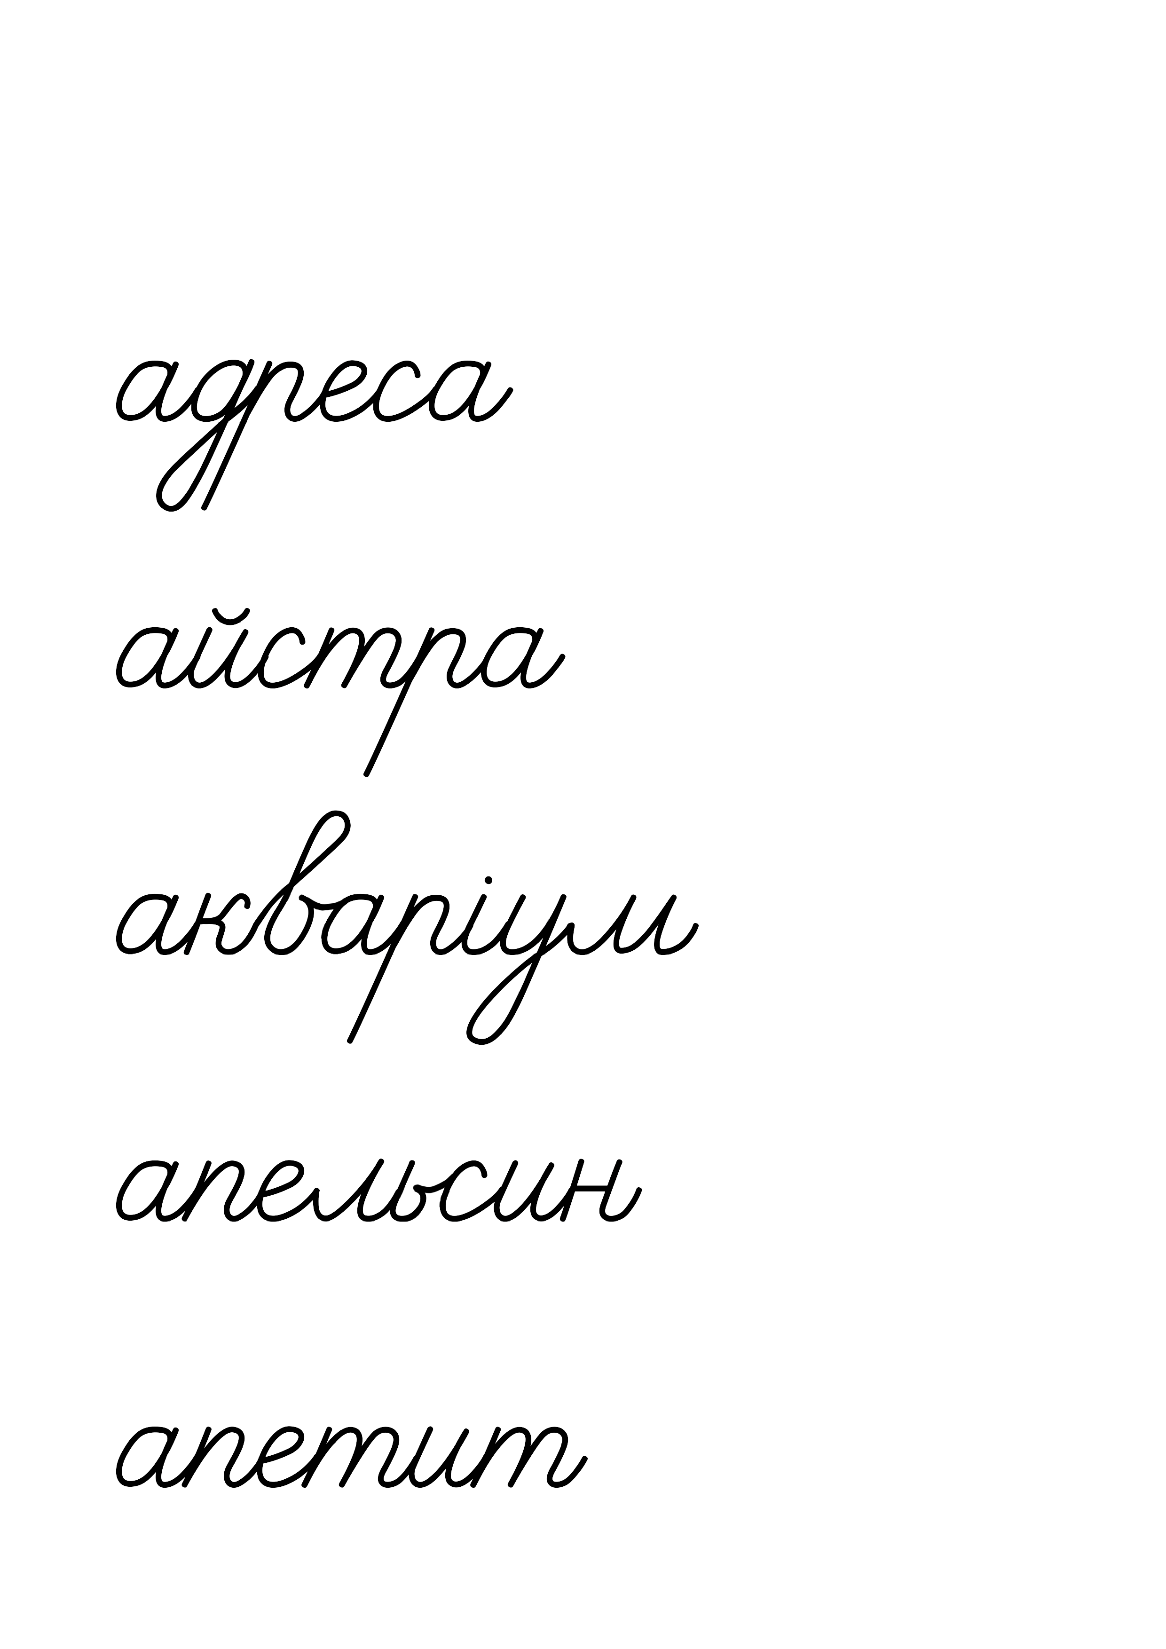 адреса
айстра
акваріум
апельсин
апетит